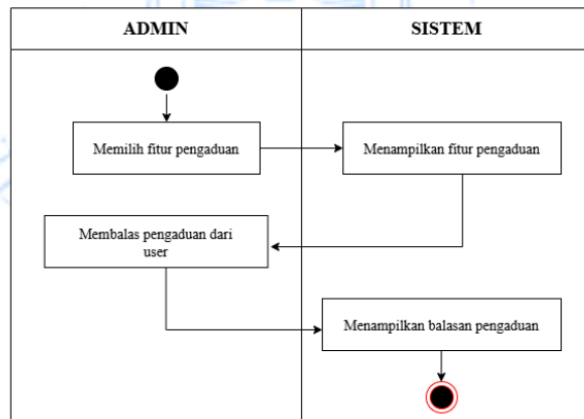 ADMIN
SISTEM
Memilih fitur pengaduan
Menampilkan fitur pengaduan
Membalas pengaduan dari
user
Menampilkan balasan pengaduan